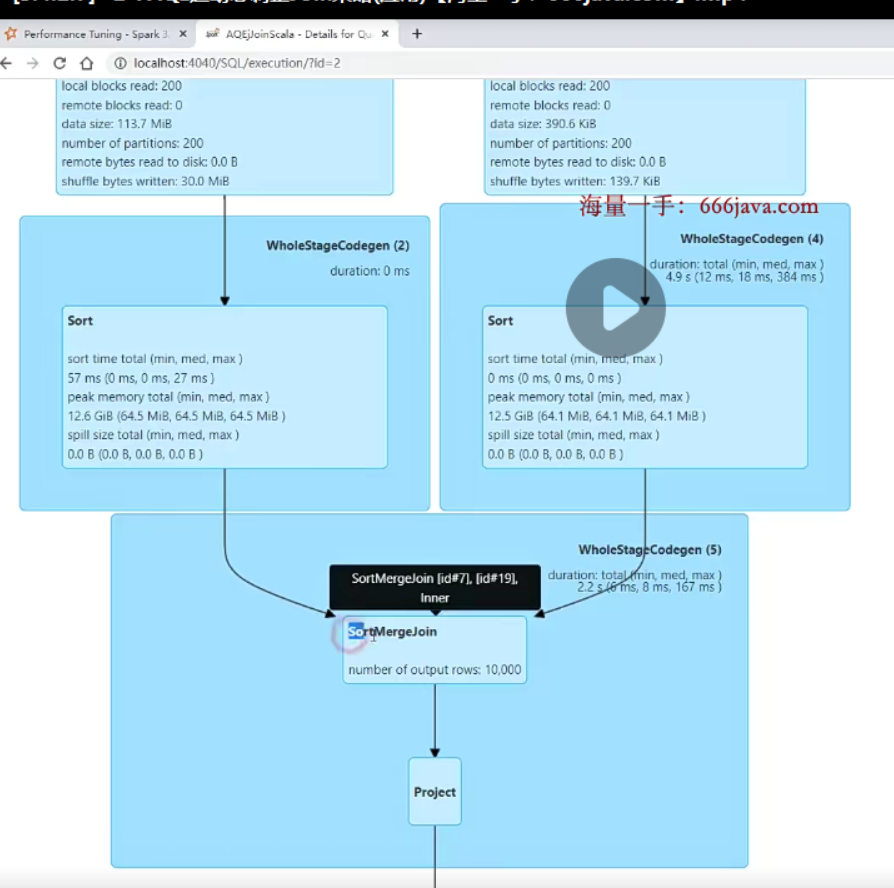 Performance Tuning - Spark 3.
AQEJoinScala - Details for Qu
localhost:4040/SQL/execution/?id=2
local blocks read: 200
remote blocks read: 0
data size: 113.7 MiB
number of partitions: 200
remote bytes read to disk: 0.0 B
shuffle bytes written: 30.0 MiB
local blocks read: 200
remote blocks read: 0
data size: 390.6 KiB
number of partitions: 200
remote bytes read to disk: 0.0 B
shuffle bytes written: 139.7 KiB
海量一手：666java.com
WholeStageCodegen (2)
duration: 0 ms
Sort
sort time total (min, med, max )
57 ms (0 ms, 0 ms, 27 ms )
peak memory total (min, med, max )
12.6 GiB (64.5 MiB, 64.5 MiB, 64.5 MiB )
spill size total (min, med, max )
0.0 B (0.0 B, 0.0 B, 0.0 B )
WholeStageCodegen (4)
duration: total (min, med, max )
4.9 s (12 ms, 18 ms, 384 ms )
Sort
sort time total (min, med, max )
0 ms (0 ms, 0 ms, 0 ms )
peak memory total (min, med, max )
12.5 GiB (64.1 MiB, 64.1 MiB, 64.1 MiB )
spill size total (min, med, max )
0.0 B (0.0 B, 0.0 B, 0.0 B )
WholeStageCodegen (5)
duration: total (min, med, max )
2.2 s (6 ms, 8 ms, 167 ms )
SortMergeJoin [id#7], [id#19],
Inner
SortMergeJoin
number of output rows: 10,000
Project